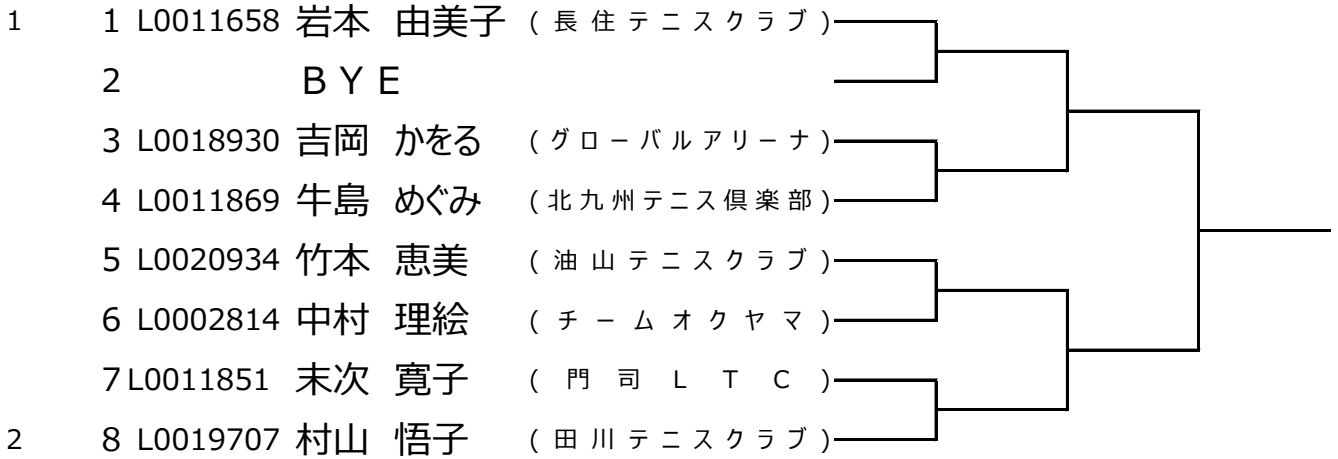 1 1 L0011658 岩本 由美子 (長住テニスクラブ)
2 BYE
3 L0018930 吉岡 かをる (グローバルアリーナ)
4 L0011869 牛島 めぐみ (北九州テニス倶楽部)
5 L0020934 竹本 恵美 (油山テニスクラブ)
6 L0002814 中村 理絵 (チームオクヤマ)
7 L0011851 末次 寛子 (門司LTC)
2 8 L0019707 村山 悟子 (田川テニスクラブ)